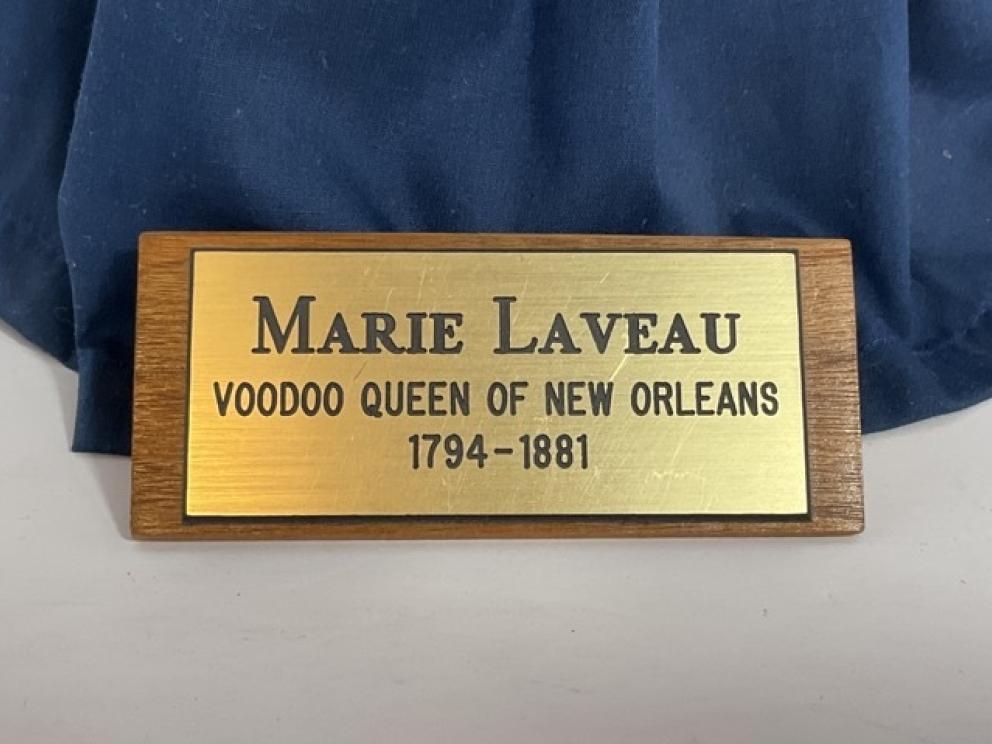 MARIE LAVEAU
VOODOO QUEEN OF NEW ORLEANS
1794-1881